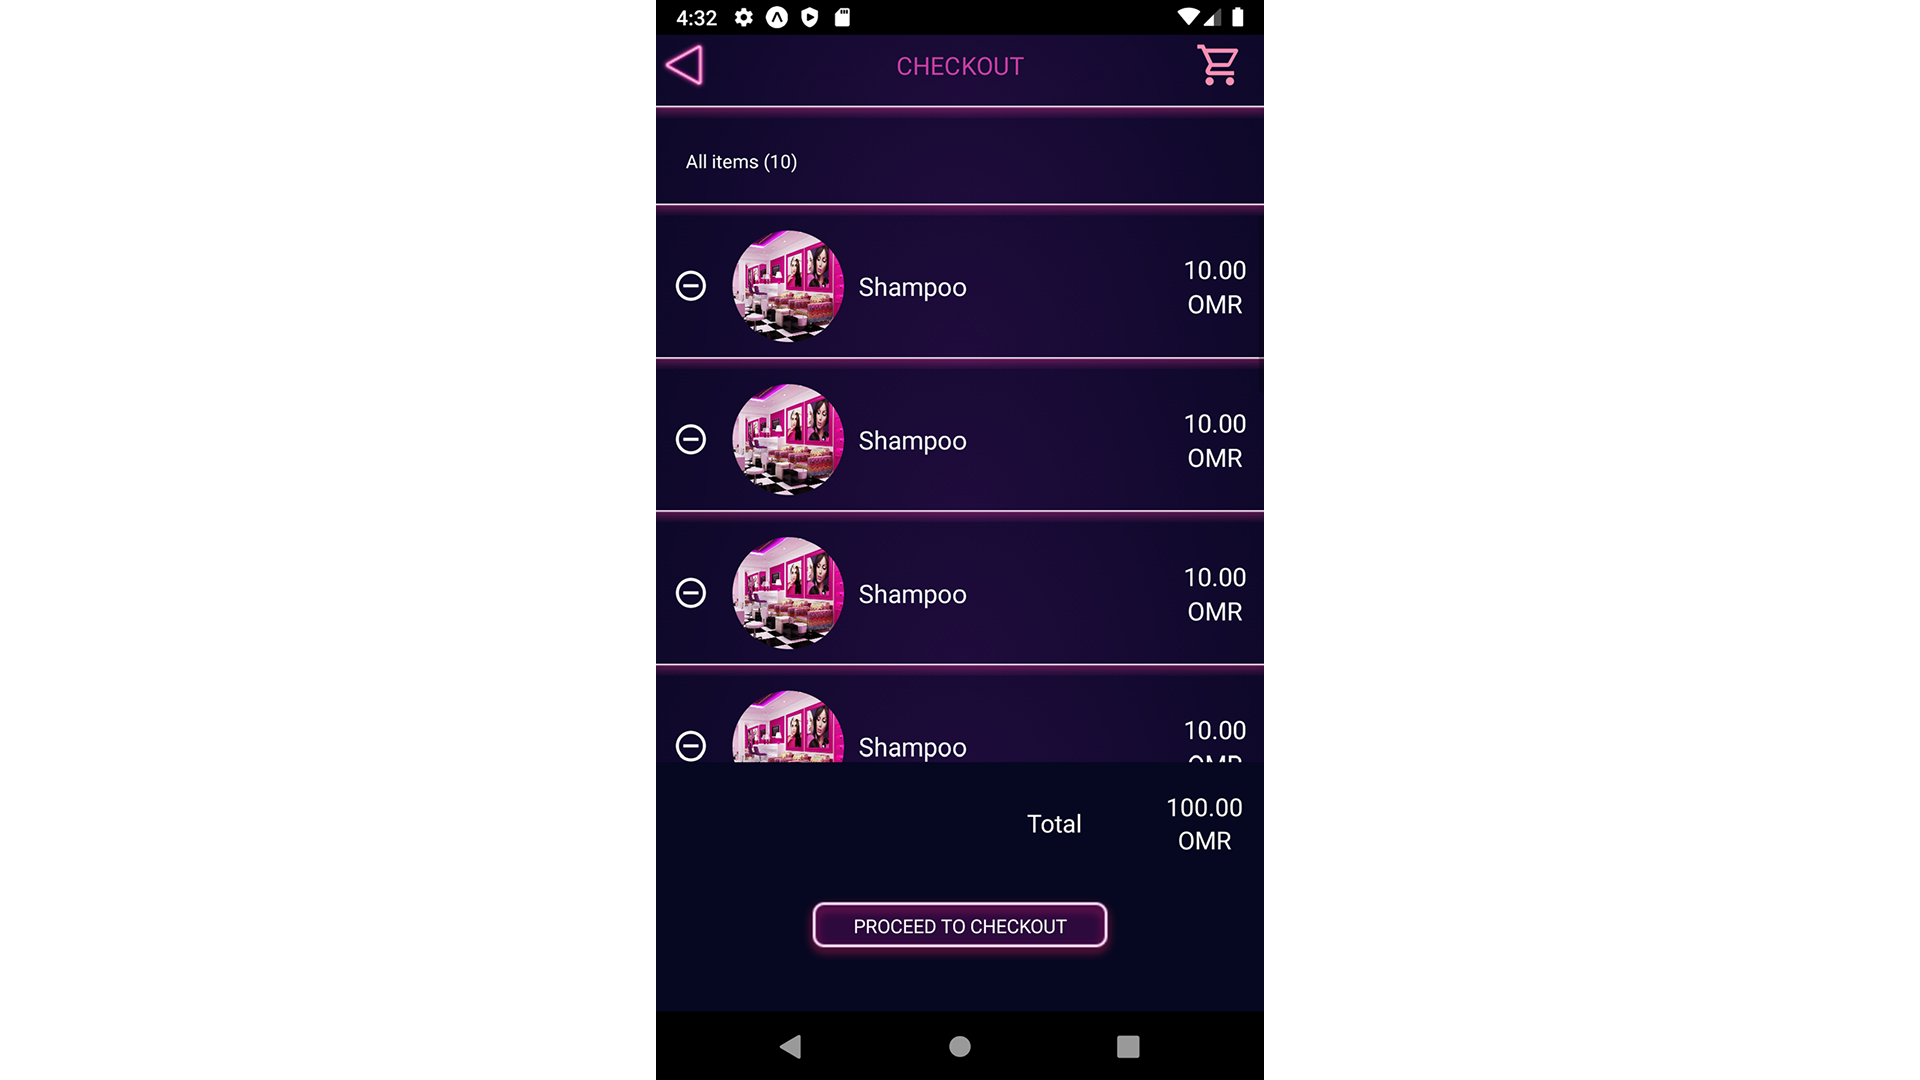 4:32
CHECKOUT
All items (10)
Shampoo
10.00
OMR
Shampoo
10.00
OMR
Shampoo
10.00
OMR
Shampoo
10.00
OMR
Total
100.00
OMR
PROCEED TO CHECKOUT